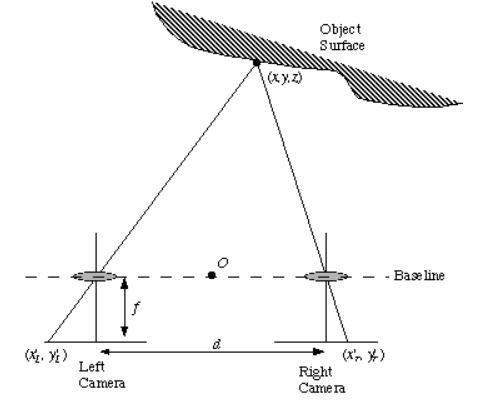 Object
Surface
(x,y,z)
O
Baseline
f
d
(x'l, y'l)
(x'r, y'r)
Left
Camera
Right
Camera